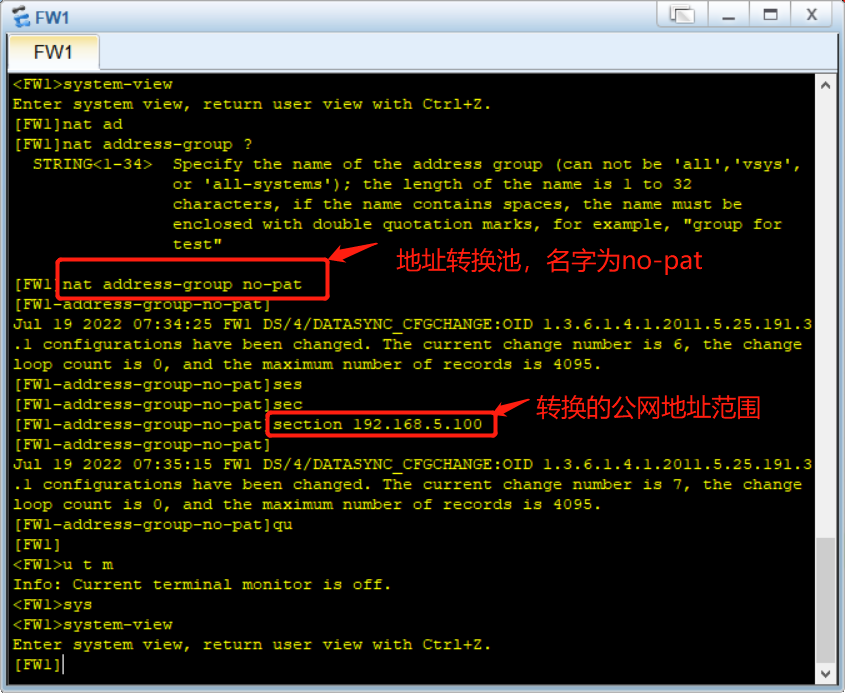 FW1
FW1
<FW1>system-view
Enter system view, return user view with Ctrl+Z.
[FW1]nat ad
[FW1]nat address-group ?
STRING<1-34>  Specify the name of the address group (can not be 'all','vsys',
or 'all-systems'); the length of the name is 1 to 32
characters, if the name contains spaces, the name must be
enclosed with double quotation marks, for example, "group for
test"
地址转换池，名字为no-pat
[FW1]nat address-group no-pat
[FW1-address-group-no-pat]
Jul 19 2022 07:34:25 FW1 DS/4/DATASYNC_CFGCHANGE:OID 1.3.6.1.4.1.2011.5.25.191.3
.1 configurations have been changed. The current change number is 6, the change
loop count is 0, and the maximum number of records is 4095.
[FW1-address-group-no-pat]ses
[FW1-address-group-no-pat]sec
转换的公网地址范围
[FW1-address-group-no-pat]section 192.168.5.100
[FW1-address-group-no-pat]
Jul 19 2022 07:35:15 FW1 DS/4/DATASYNC_CFGCHANGE:OID 1.3.6.1.4.1.2011.5.25.191.3
.1 configurations have been changed. The current change number is 7, the change
loop count is 0, and the maximum number of records is 4095.
[FW1-address-group-no-pat]qu
[FW1]
<FW1>u t m
Info: Current terminal monitor is off.
<FW1>sys
<FW1>system-view
Enter system view, return user view with Ctrl+Z.
[FW1]